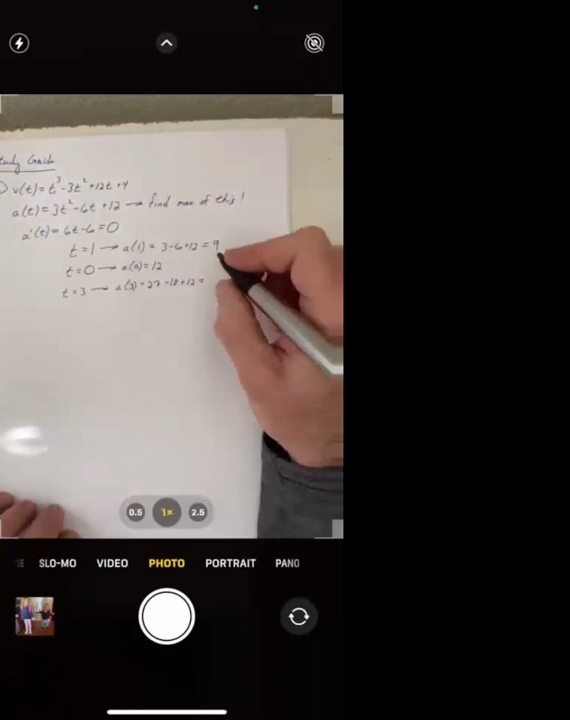 tudy Guide
v(t) = t³ - 3t² + 12t + 4
a(t) = 3t² - 6t + 12 → find max of this!
a'(t) = 6t - 6 = 0
t = 1 → a(1) = 3 - 6 + 12 = 9
t = 0 → a(0) = 12
t = 3 → a(3) = 27 - 18 + 12 =
0.5 1× 2.5
SLO-MO VIDEO PHOTO PORTRAIT PANO